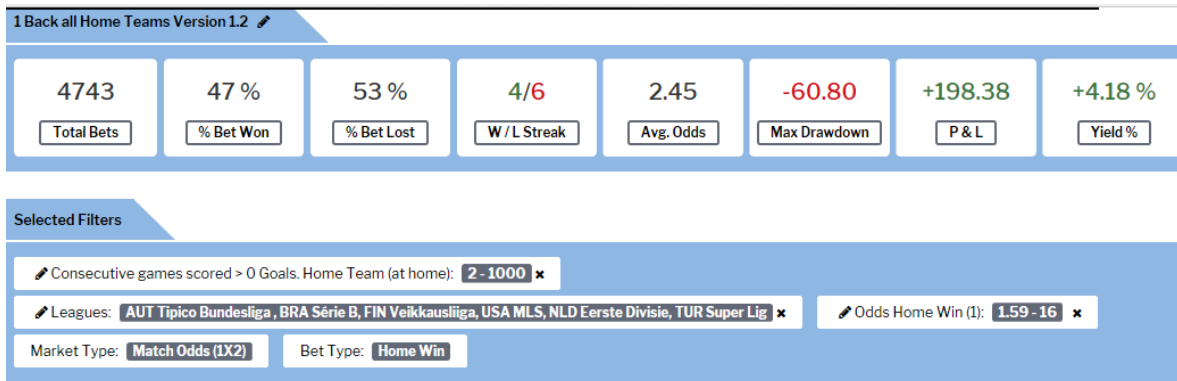 1 Back all Home Teams Version 1.2
4743 47 % 53 % 4/6 2.45 -60.80 +198.38 +4.18 %
Total Bets % Bet Won % Bet Lost W / L Streak Avg. Odds Max Drawdown P & L Yield %
Selected Filters
Consecutive games scored > 0 Goals. Home Team (at home): 2 - 1000 ×
Leagues: AUT Tipico Bundesliga , BRA Série B, FIN Veikkausliiga, USA MLS, NLD Eerste Divisie, TUR Super Lig × Odds Home Win (1): 1.59 - 16 ×
Market Type: Match Odds (1X2) Bet Type: Home Win